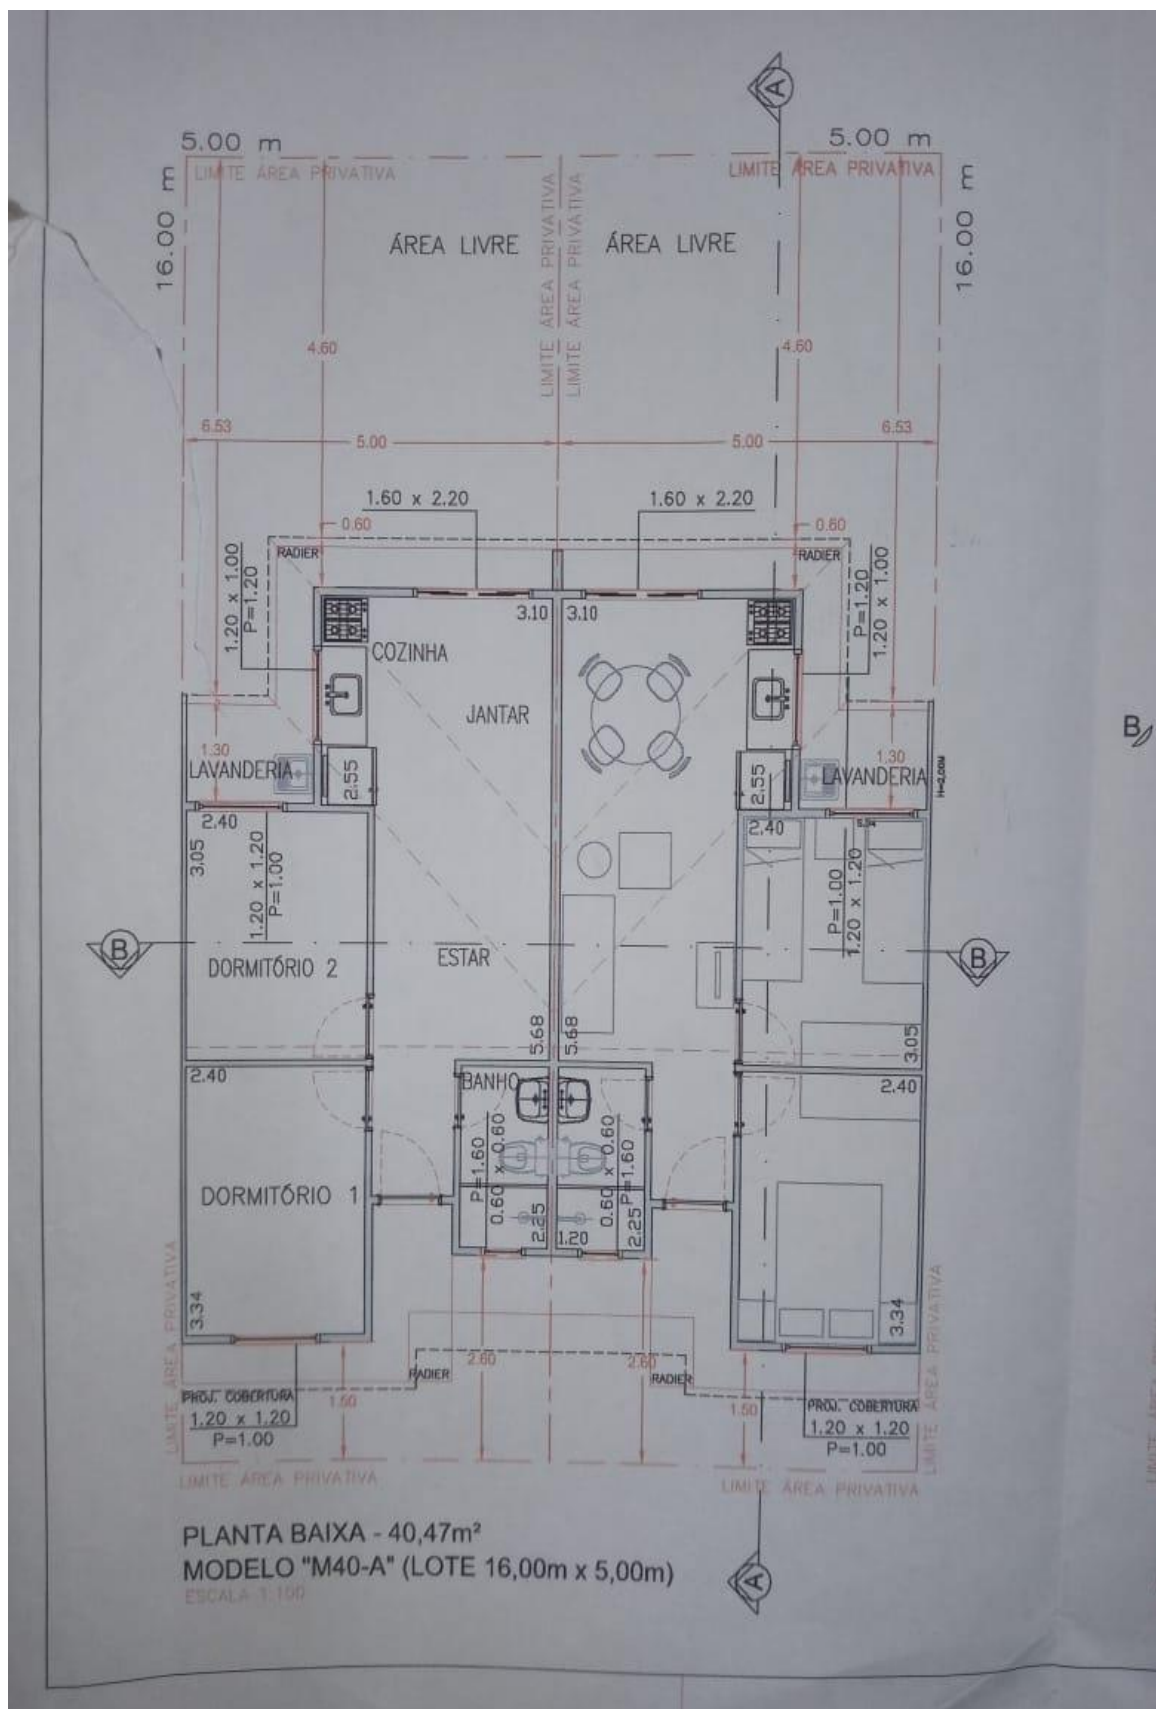 A
5.00 m
5.00 m
LIMITE ÁREA PRIVATIVA
LIMITE ÁREA PRIVATIVA
16.00 m
16.00 m
LIMITE ÁREA PRIVATIVA
LIMITE ÁREA PRIVATIVA
ÁREA LIVRE
ÁREA LIVRE
4.60
4.60
6.53
6.53
5.00
5.00
1.60 x 2.20
1.60 x 2.20
0.60
0.60
RADIER
RADIER
1.20 x 1.00
P=1.20
P=1.20
1.20 x 1.00
3.10
3.10
COZINHA
JANTAR
B
1.30
1.30
LAVANDERIA
LAVANDERIA
H=2,00M
2.55
2.55
2.40
2.40
3.05
1.20 x 1.20
P=1.00
P=1.00
1.20 x 1.20
B
B
DORMITÓRIO 2
ESTAR
5.68
5.68
3.05
2.40
2.40
BANHO
P=1.60
0.60 x 0.60
0.60 x 0.60
P=1.60
DORMITÓRIO 1
2.25
1.20
2.25
3.34
3.34
LIMITE ÁREA PRIVATIVA
LIMITE ÁREA PRIVATIVA
2.60
2.60
RADIER
RADIER
PROJ. COBERTURA
1.20 x 1.20
P=1.00
1.50
1.50
PROJ. COBERTURA
1.20 x 1.20
P=1.00
LIMITE ÁREA PRIVATIVA
LIMITE ÁREA PRIVATIVA
PLANTA BAIXA - 40,47m²
MODELO "M40-A" (LOTE 16,00m x 5,00m)
ESCALA 1:100
A